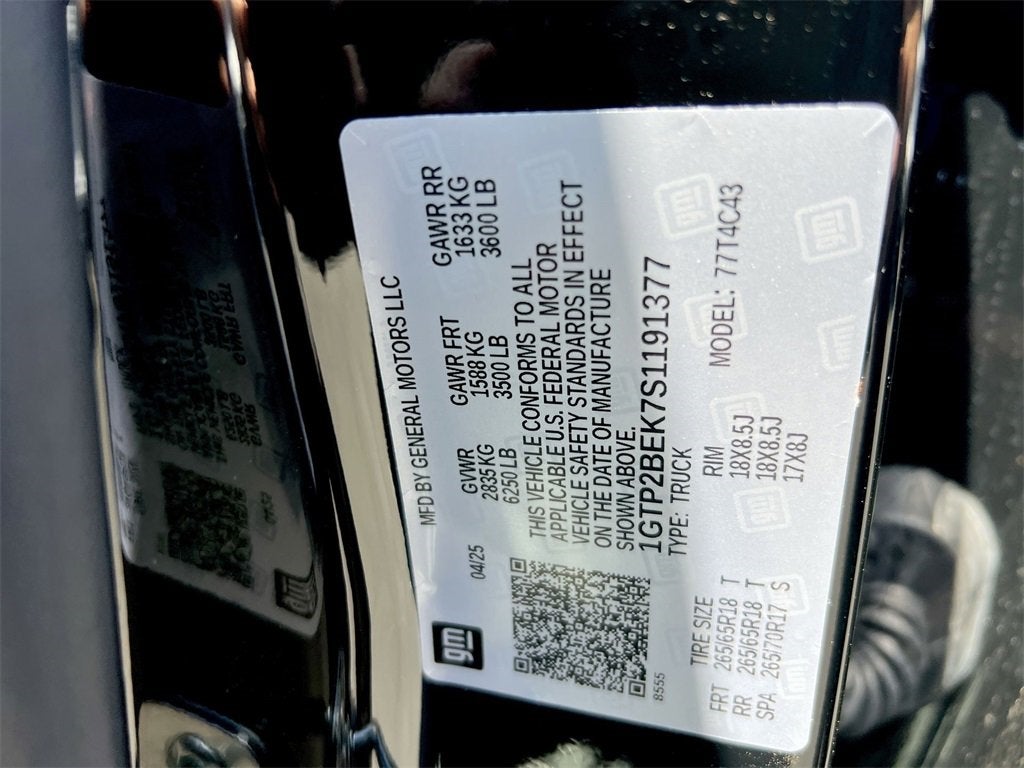 MFD BY GENERAL MOTORS LLC
gm
04/25
GVWR GAWR FRT GAWR RR
2835 KG 1588 KG 1633 KG
6250 LB 3500 LB 3600 LB
THIS VEHICLE CONFORMS TO ALL
APPLICABLE U.S. FEDERAL MOTOR
VEHICLE SAFETY STANDARDS IN EFFECT
ON THE DATE OF MANUFACTURE
SHOWN ABOVE.
1GTP2BEK7S1191377
8555
TYPE: TRUCK MODEL: 77T4C43
TIRE SIZE RIM
FRT 265/65R18 T 18X8.5J
RR 265/65R18 T 18X8.5J
SPA 265/70R17 S 17X8J